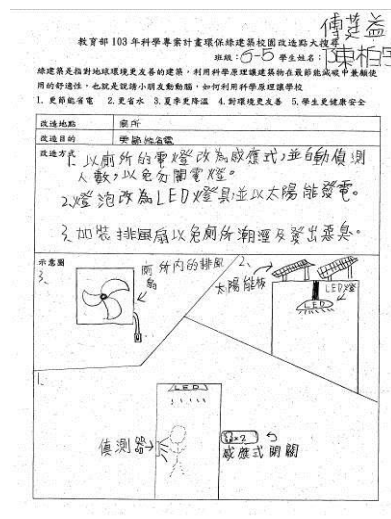 傅楚益
教育部 103 年科學專案計畫環保綠建築校園改造點大搜尋
班級：6-5 學生姓名：陳柏宇
綠建築是指對地球環境更友善的建築，利用科學原理讓建築物在最節能減碳中兼顧使
用的舒適性，也就是說請小朋友動動腦，如何利用科學原理讓學校
1. 更節能省電 2.更省水 3.夏季更降溫 4.對環境更友善 5.學生更健康安全
改造地點 廁所
改造目的 更節能省電
改造方式 1. 以廁所的電燈改為感應式，並自動偵測
人數，以免勿關電燈。
2.燈泡改為LED燈具並以太陽能發電。
3.加裝排風扇以免廁所潮溼及發出惡臭。
示意圖
3、
廁所內的排風
扇
2、
太陽能板
LED燈
LED
1、
LED
偵測器
x2
感應式開關